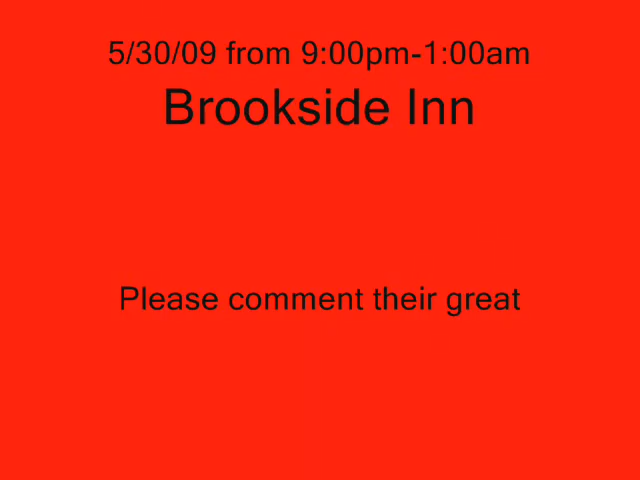 5/30/09 from 9:00pm-1:00am
Brookside Inn
Please comment their great